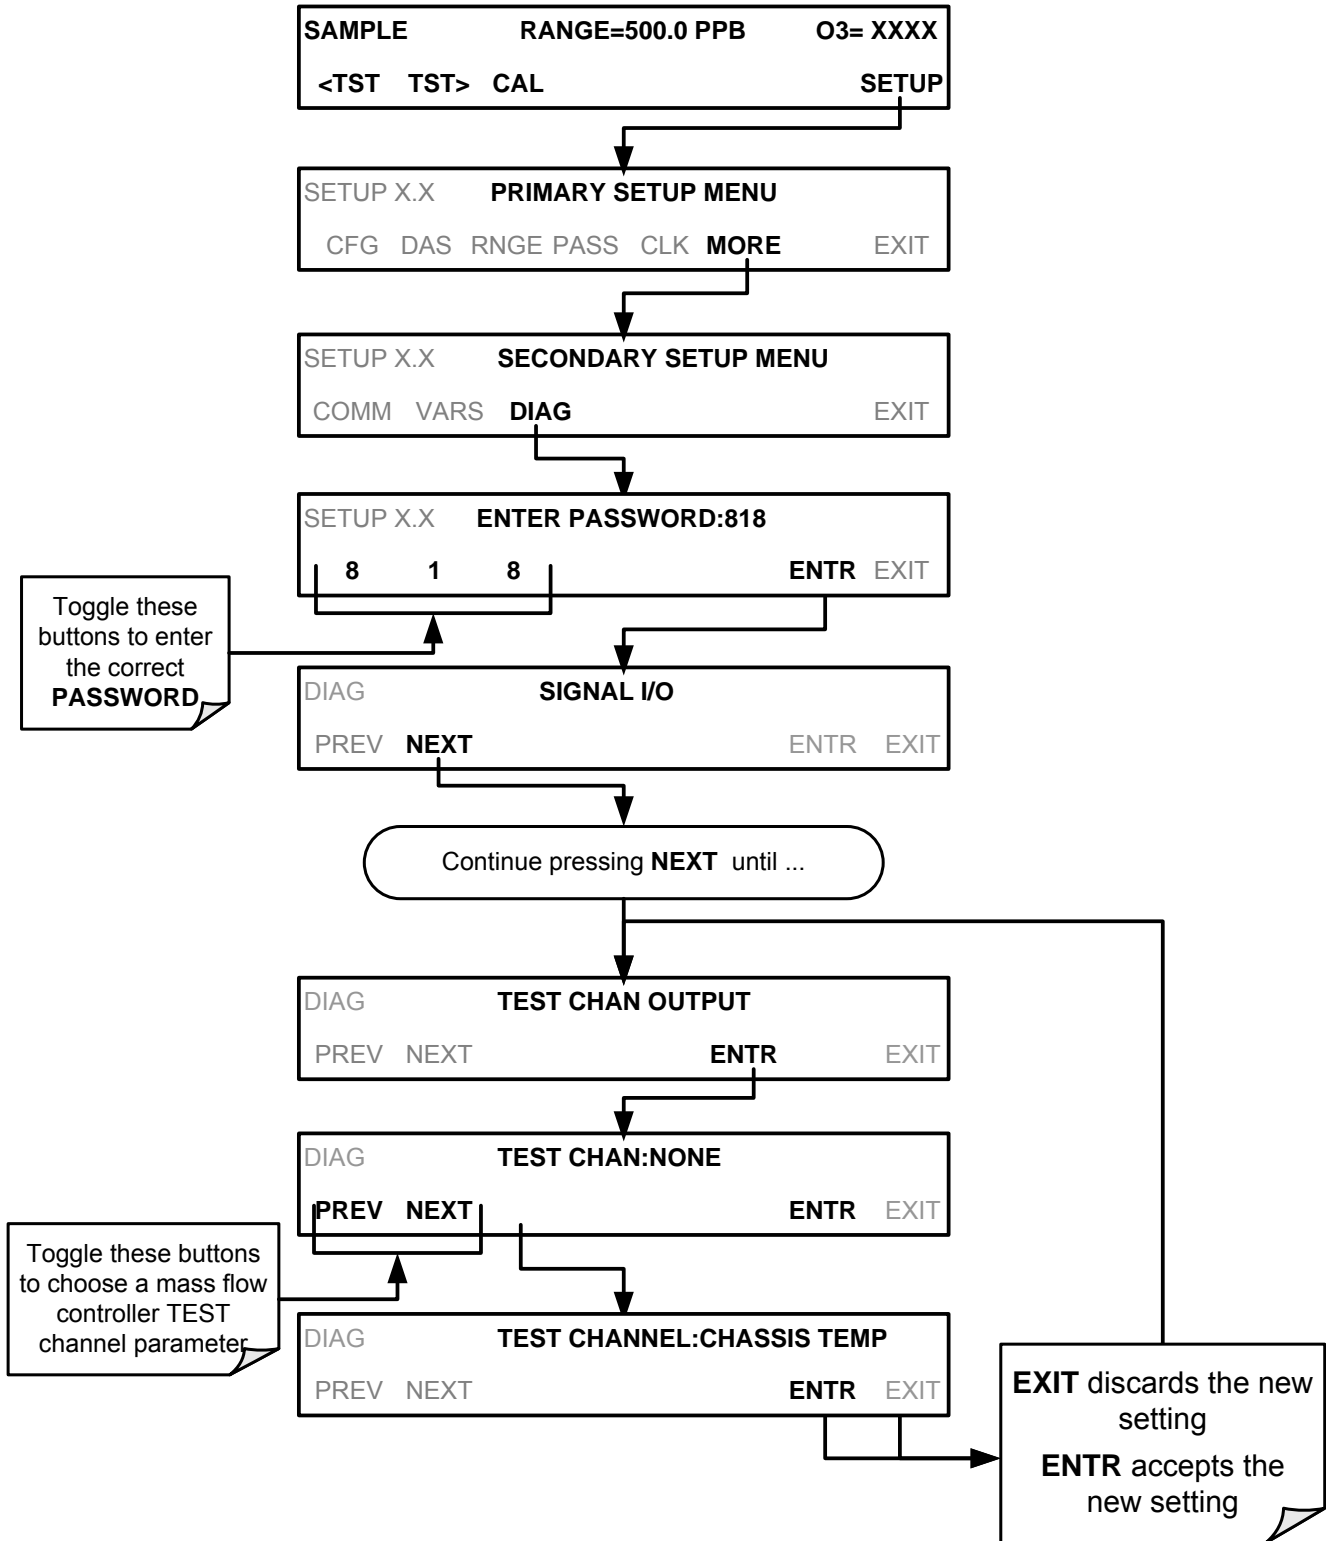 SAMPLE RANGE=500.0 PPB O3= XXXX
<TST TST> CAL SETUP
SETUP X.X PRIMARY SETUP MENU
CFG DAS RNGE PASS CLK MORE EXIT
SETUP X.X SECONDARY SETUP MENU
COMM VARS DIAG EXIT
SETUP X.X ENTER PASSWORD:818
8 1 8 ENTR EXIT
Toggle these
buttons to enter
the correct
PASSWORD
DIAG SIGNAL I/O
PREV NEXT ENTR EXIT
Continue pressing NEXT until ...
DIAG TEST CHAN OUTPUT
PREV NEXT ENTR EXIT
DIAG TEST CHAN:NONE
PREV NEXT ENTR EXIT
Toggle these buttons
to choose a mass flow
controller TEST
channel parameter
DIAG TEST CHANNEL:CHASSIS TEMP
PREV NEXT ENTR EXIT
EXIT discards the new
setting
ENTR accepts the
new setting